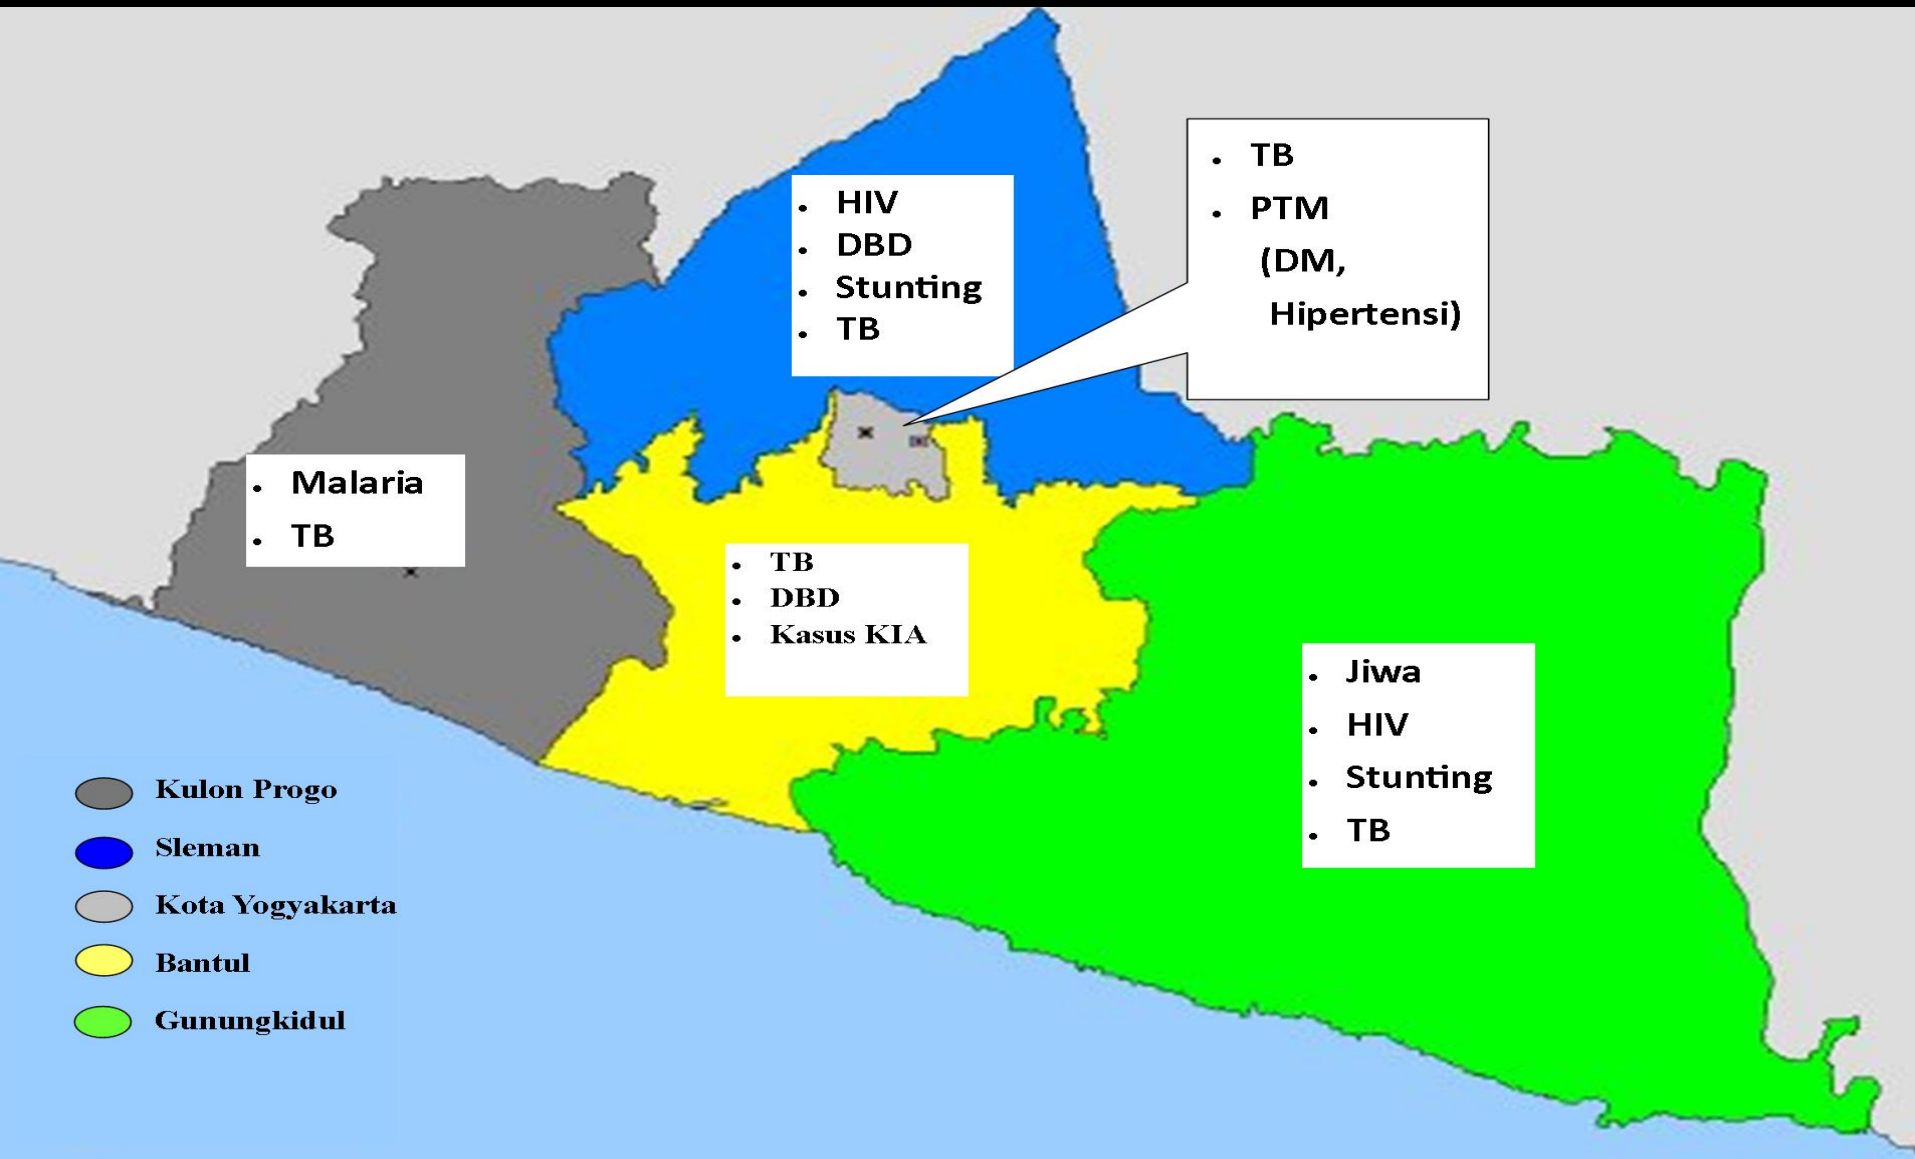 • HIV
• DBD
• Stunting
• TB
• TB
• PTM
(DM,
Hipertensi)
• Malaria
• TB
• TB
• DBD
• Kasus KIA
• Jiwa
• HIV
• Stunting
• TB
Kulon Progo
Sleman
Kota Yogyakarta
Bantul
Gunungkidul